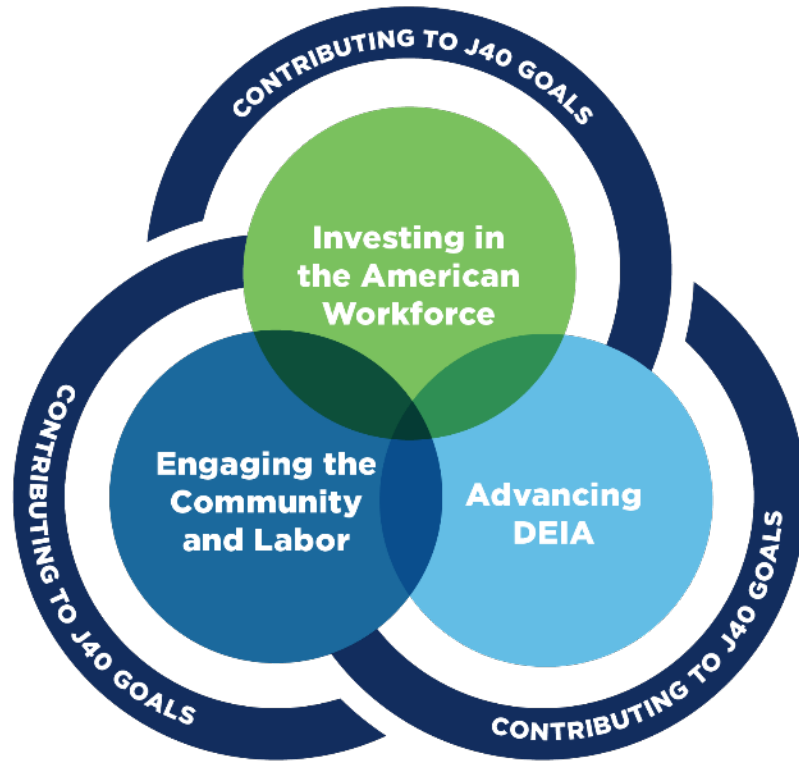 CONTRIBUTING TO J40 GOALS
Investing in
the American
Workforce
CONTRIBUTING TO J40 GOALS
Engaging the
Community
and Labor
Advancing
DEIA
CONTRIBUTING TO J40 GOALS